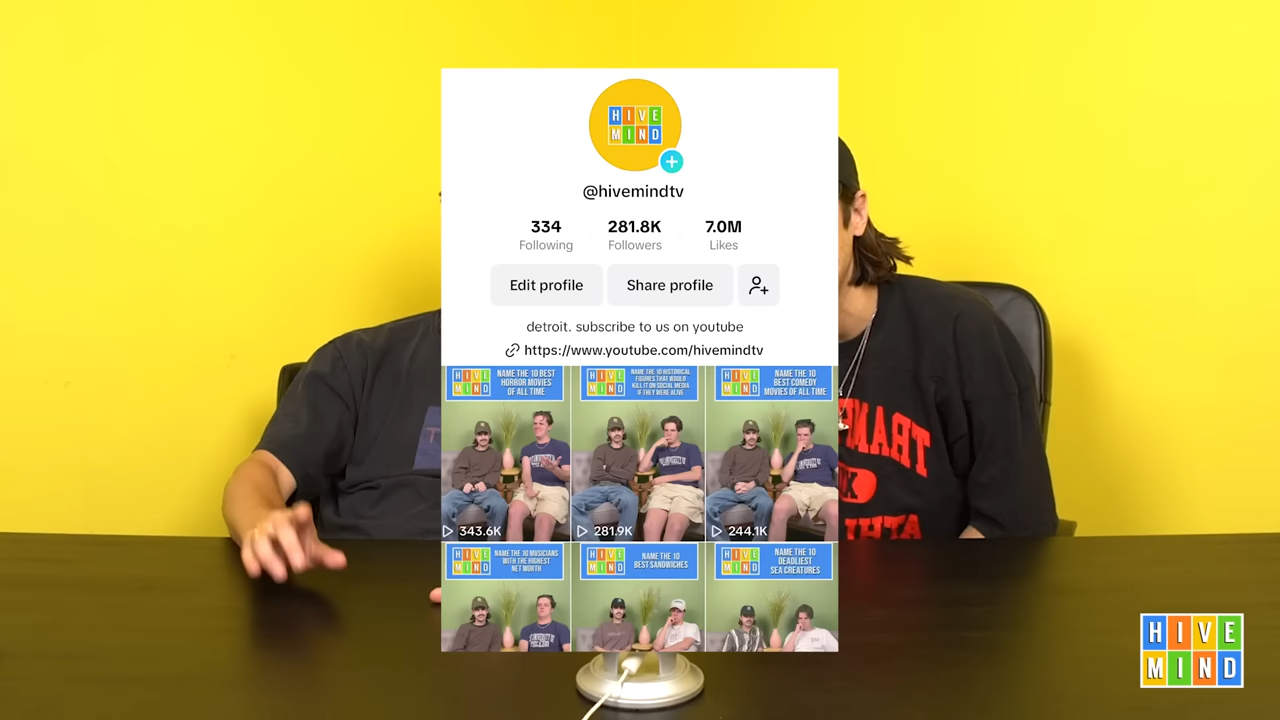 HIVE
MIND
@hivemindtv
334
281.8K
7.0M
Following
Followers
Likes
Edit profile
Share profile
detroit. subscribe to us on youtube
https://www.youtube.com/hivemindtv
HIVE
MIND
NAME THE 10 BEST
HORROR MOVIES
OF ALL TIME
HIVE
MIND
NAME THE 10 HISTORICAL
FIGURES THAT WOULD
KILL IT ON SOCIAL MEDIA
IF THEY WERE ALIVE
HIVE
MIND
NAME THE 10
BEST COMEDY
MOVIES OF ALL TIME
343.6K
281.9K
244.1K
HIVE
MIND
NAME THE 10 MUSICIANS
WITH THE HIGHEST
NET WORTH
HIVE
MIND
NAME THE 10
BEST SANDWICHES
HIVE
MIND
NAME THE 10
DEADLIEST
SEA CREATURES
HIVE
MIND